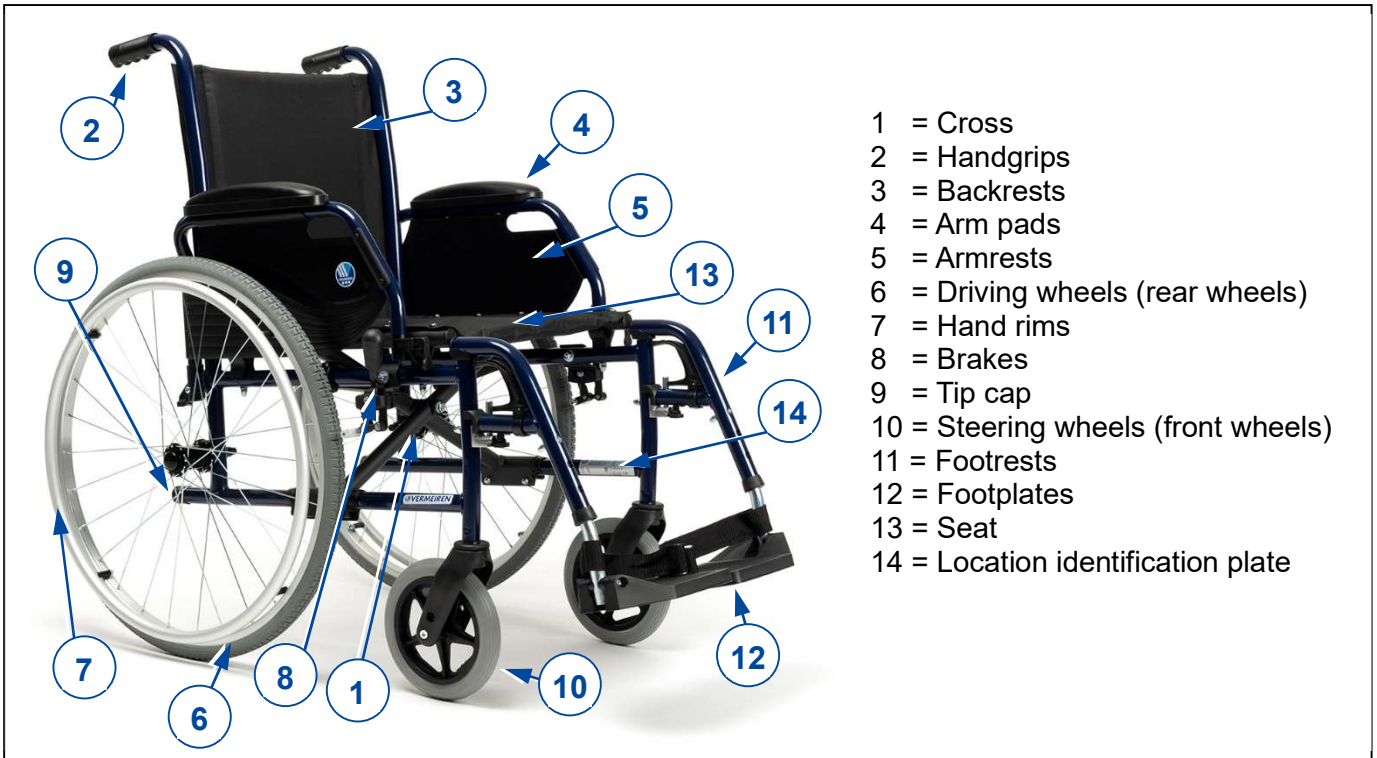 2
3
4
5
9
13
11
14
VERMEIREN
7
6
8
1
10
12
1 = Cross
2 = Handgrips
3 = Backrests
4 = Arm pads
5 = Armrests
6 = Driving wheels (rear wheels)
7 = Hand rims
8 = Brakes
9 = Tip cap
10 = Steering wheels (front wheels)
11 = Footrests
12 = Footplates
13 = Seat
14 = Location identification plate